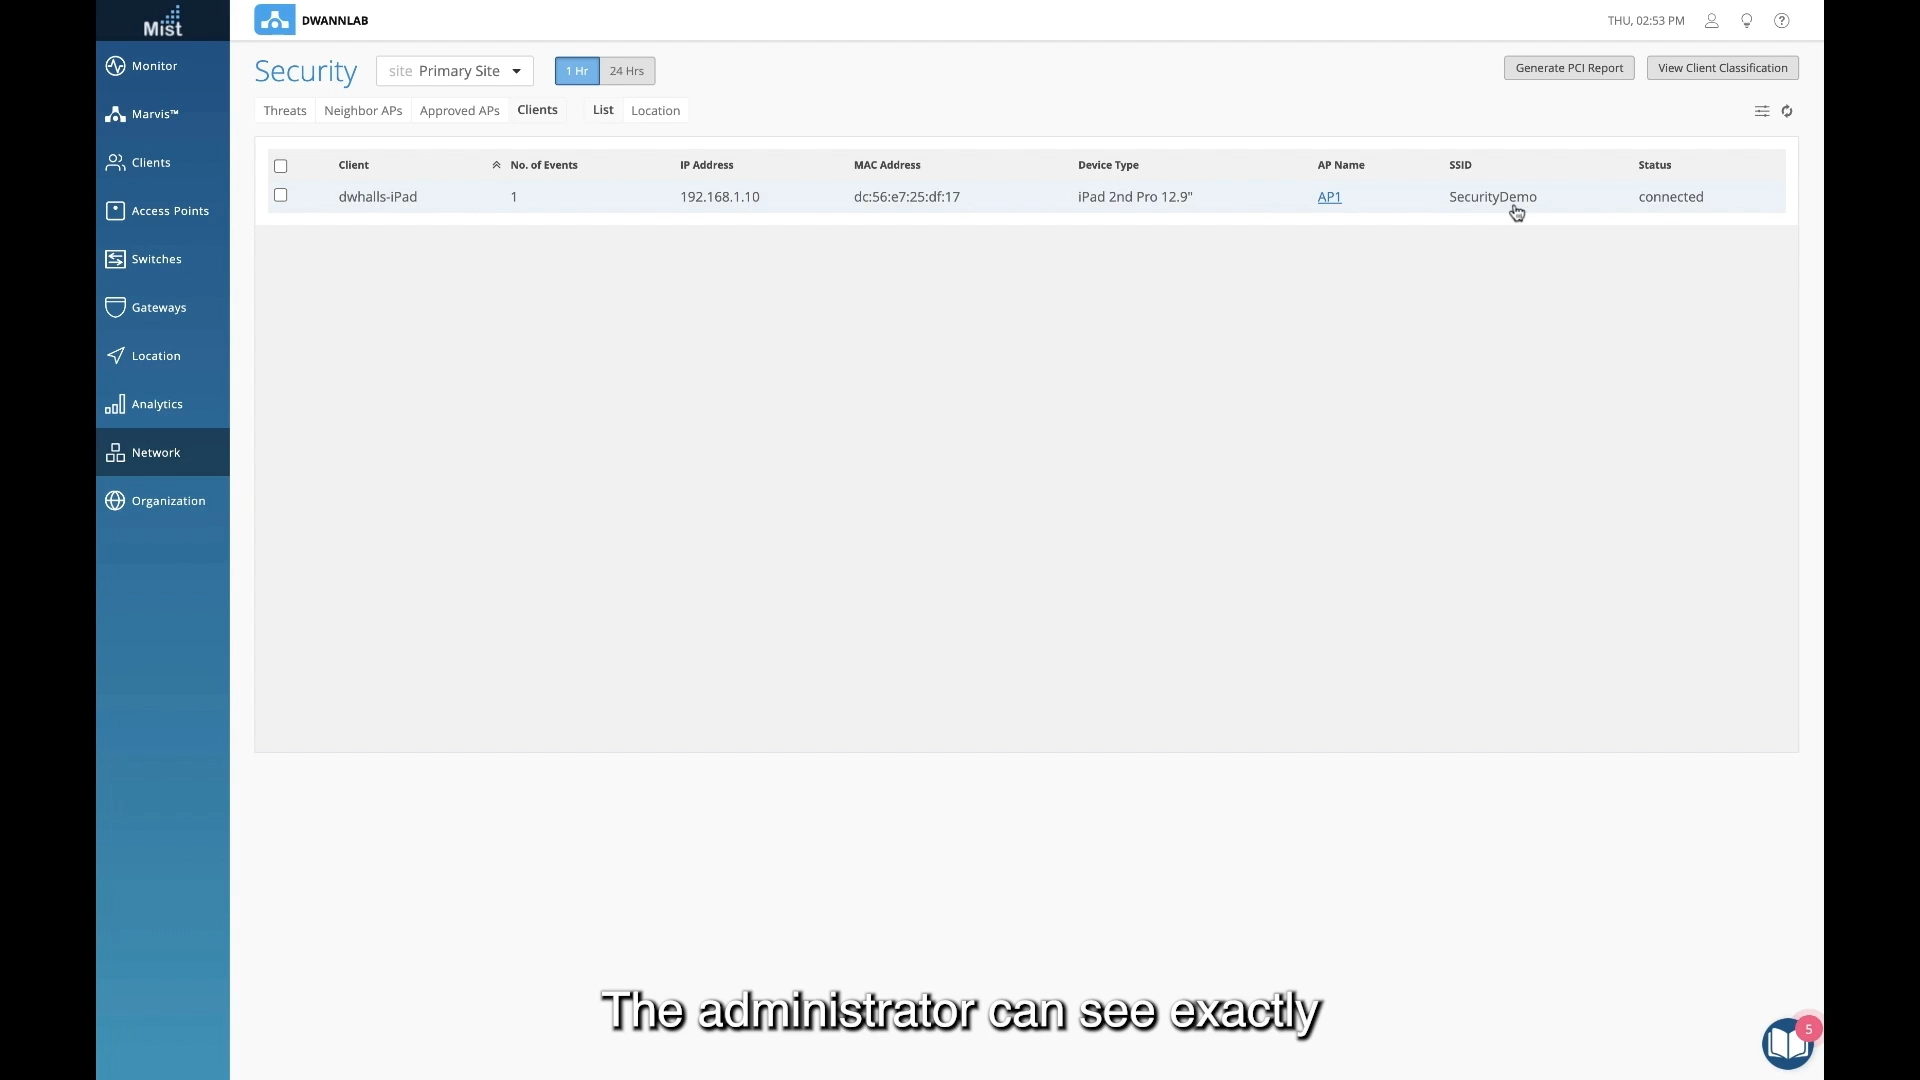 Mist
DWANNLAB
THU, 02:53 PM
Monitor
Marvis™
Clients
Access Points
Switches
Gateways
Location
Analytics
Network
Organization
Security
site Primary Site
1 Hr 24 Hrs
Generate PCI Report
View Client Classification
Threats Neighbor APs Approved APs Clients List Location
Client No. of Events IP Address MAC Address Device Type AP Name SSID Status
dwhalls-iPad 1 192.168.1.10 dc:56:e7:25:df:17 iPad 2nd Pro 12.9" AP1 SecurityDemo connected
The administrator can see exactly
5